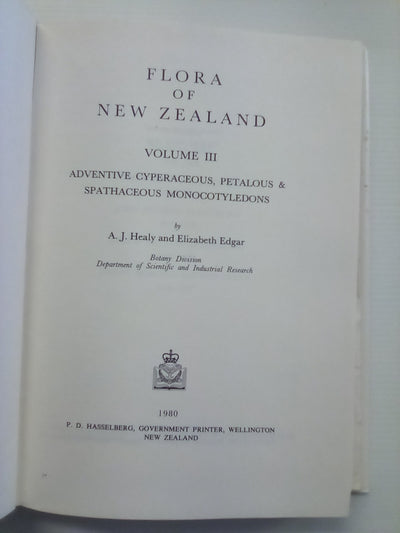 FLORA
OF
NEW ZEALAND
VOLUME III
ADVENTIVE CYPERACEOUS, PETALOUS &
SPATHACEOUS MONOCOTYLEDONS
by
A. J. Healy and Elizabeth Edgar
Botany Division
Department of Scientific and Industrial Research
1980
P. D. HASSELBERG, GOVERNMENT PRINTER, WELLINGTON
NEW ZEALAND